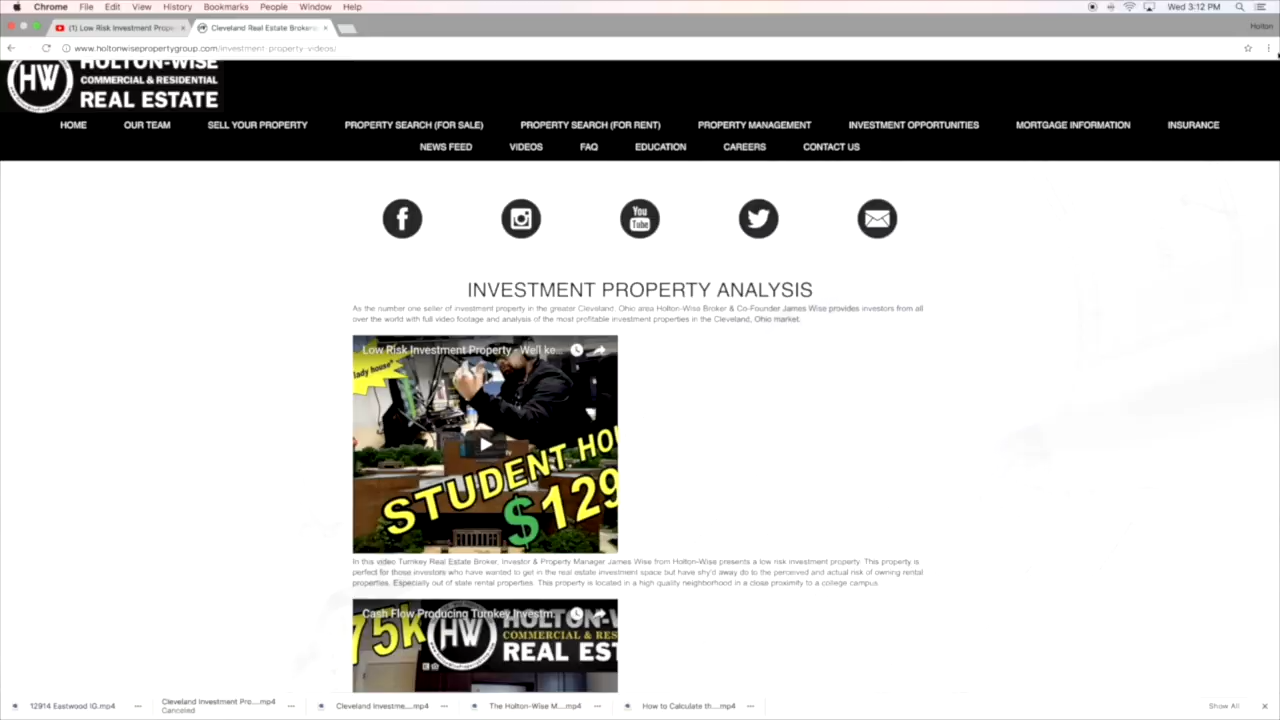 Chrome File Edit View History Bookmarks People Window Help Wed 3:12 PM
(1) Low Risk Investment Prope Cleveland Real Estate Brokers Holton
www.holtonwisepropertygroup.com/investment-property-videos/
HOLTON-WISE
HW COMMERCIAL & RESIDENTIAL
REAL ESTATE
HOME OUR TEAM SELL YOUR PROPERTY PROPERTY SEARCH (FOR SALE) PROPERTY SEARCH (FOR RENT) PROPERTY MANAGEMENT INVESTMENT OPPORTUNITIES MORTGAGE INFORMATION INSURANCE
NEWS FEED VIDEOS FAQ EDUCATION CAREERS CONTACT US
You
Tube
INVESTMENT PROPERTY ANALYSIS
As the number one seller of investment property in the greater Cleveland, Ohio area Holton-Wise Broker & Co-Founder James Wise provides investors from all
over the world with full video footage and analysis of the most profitable investment properties in the Cleveland, Ohio market.
Low Risk Investment Property - Well ke...
lady house"
STUDENT HOU
$129
In this video Turnkey Real Estate Broker, Investor & Property Manager James Wise from Holton-Wise presents a low risk investment property. This property is
perfect for those investors who have wanted to get in the real estate investment space but have shy'd away do to the perceived and actual risk of owning rental
properties. Especially out of state rental properties. This property is located in a high quality neighborhood in a close proximity to a college campus.
Cash Flow Producing Turnkey Investm...
75k HW HOLTON-W
COMMERCIAL & RES
REAL EST
12914 Eastwood IG.mp4 Cleveland Investment Pro....mp4 Cleveland Investme....mp4 The Holton-Wise M....mp4 How to Calculate th....mp4 Show All
Canceled